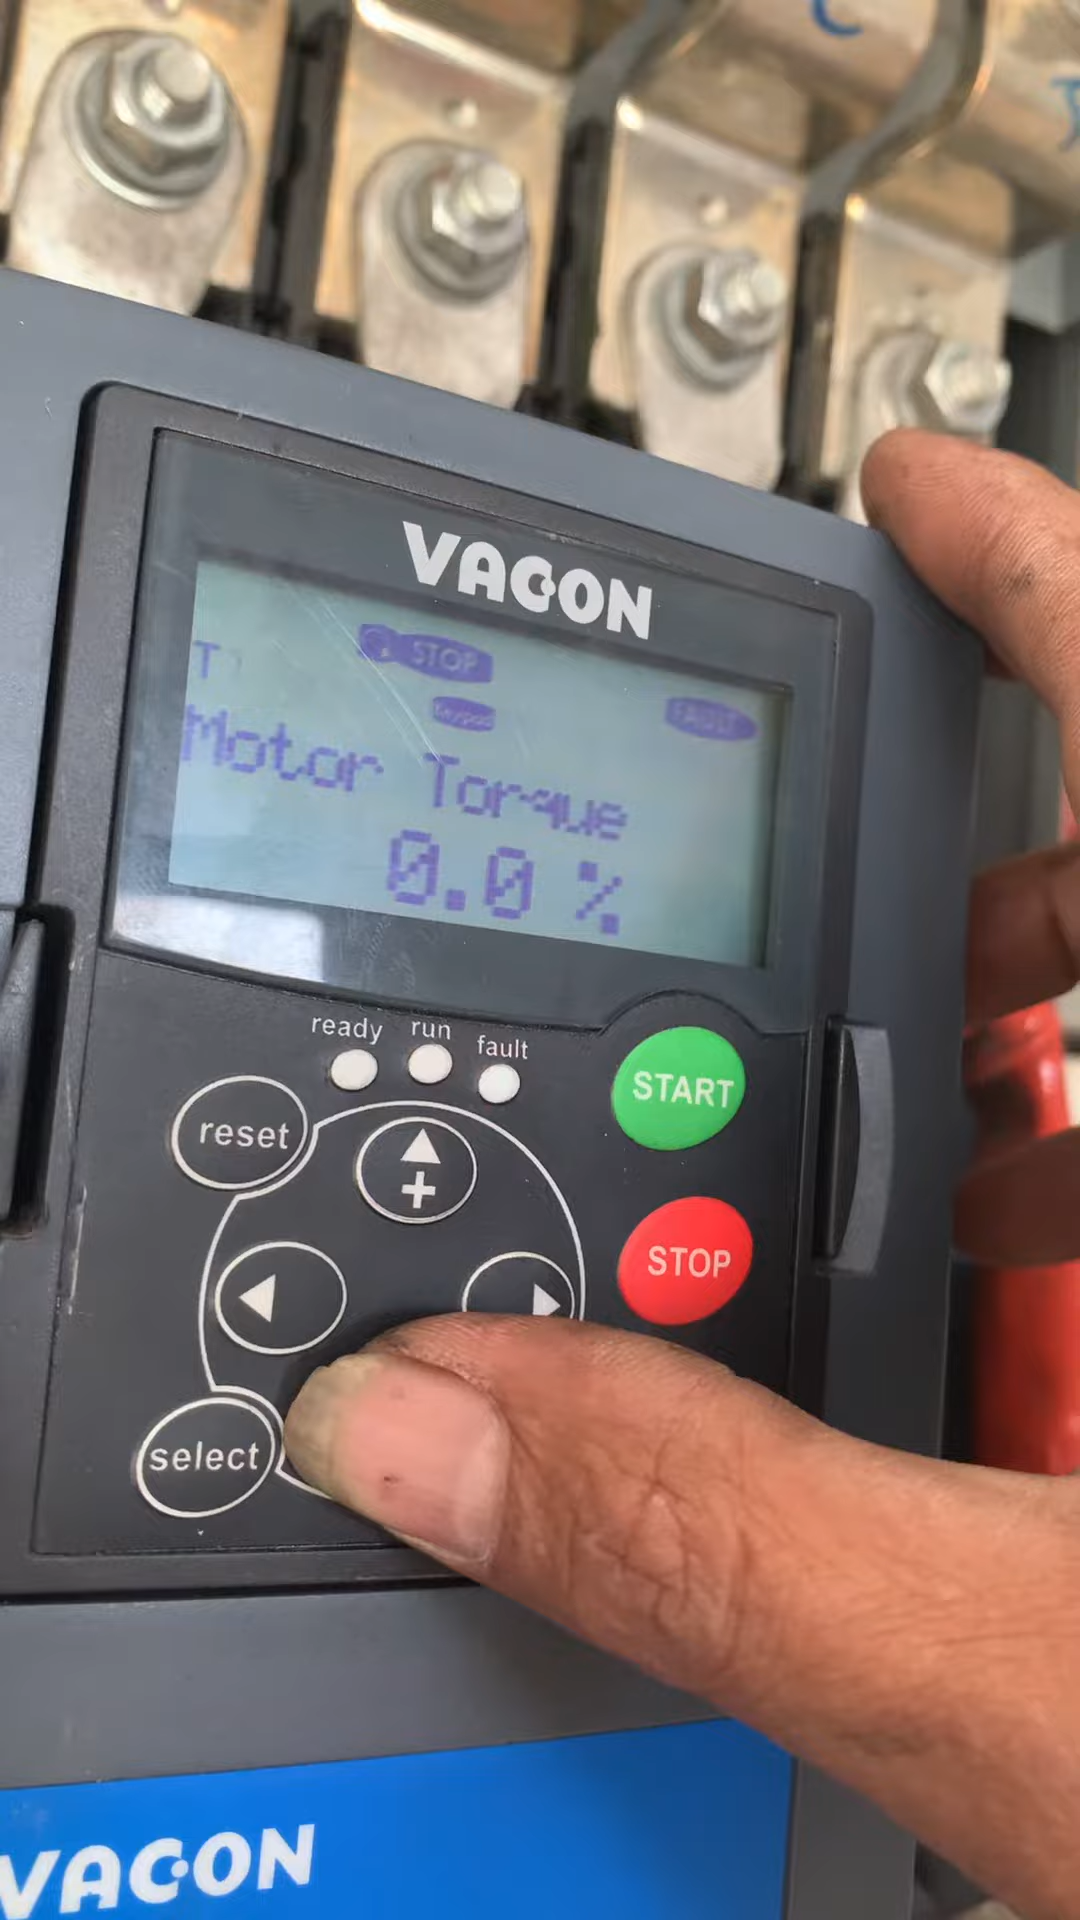 VACON
STOP
T
Keypad
FAULT
Motor Torque
0.0 %
ready
run
fault
START
reset
+
STOP
select
VACON